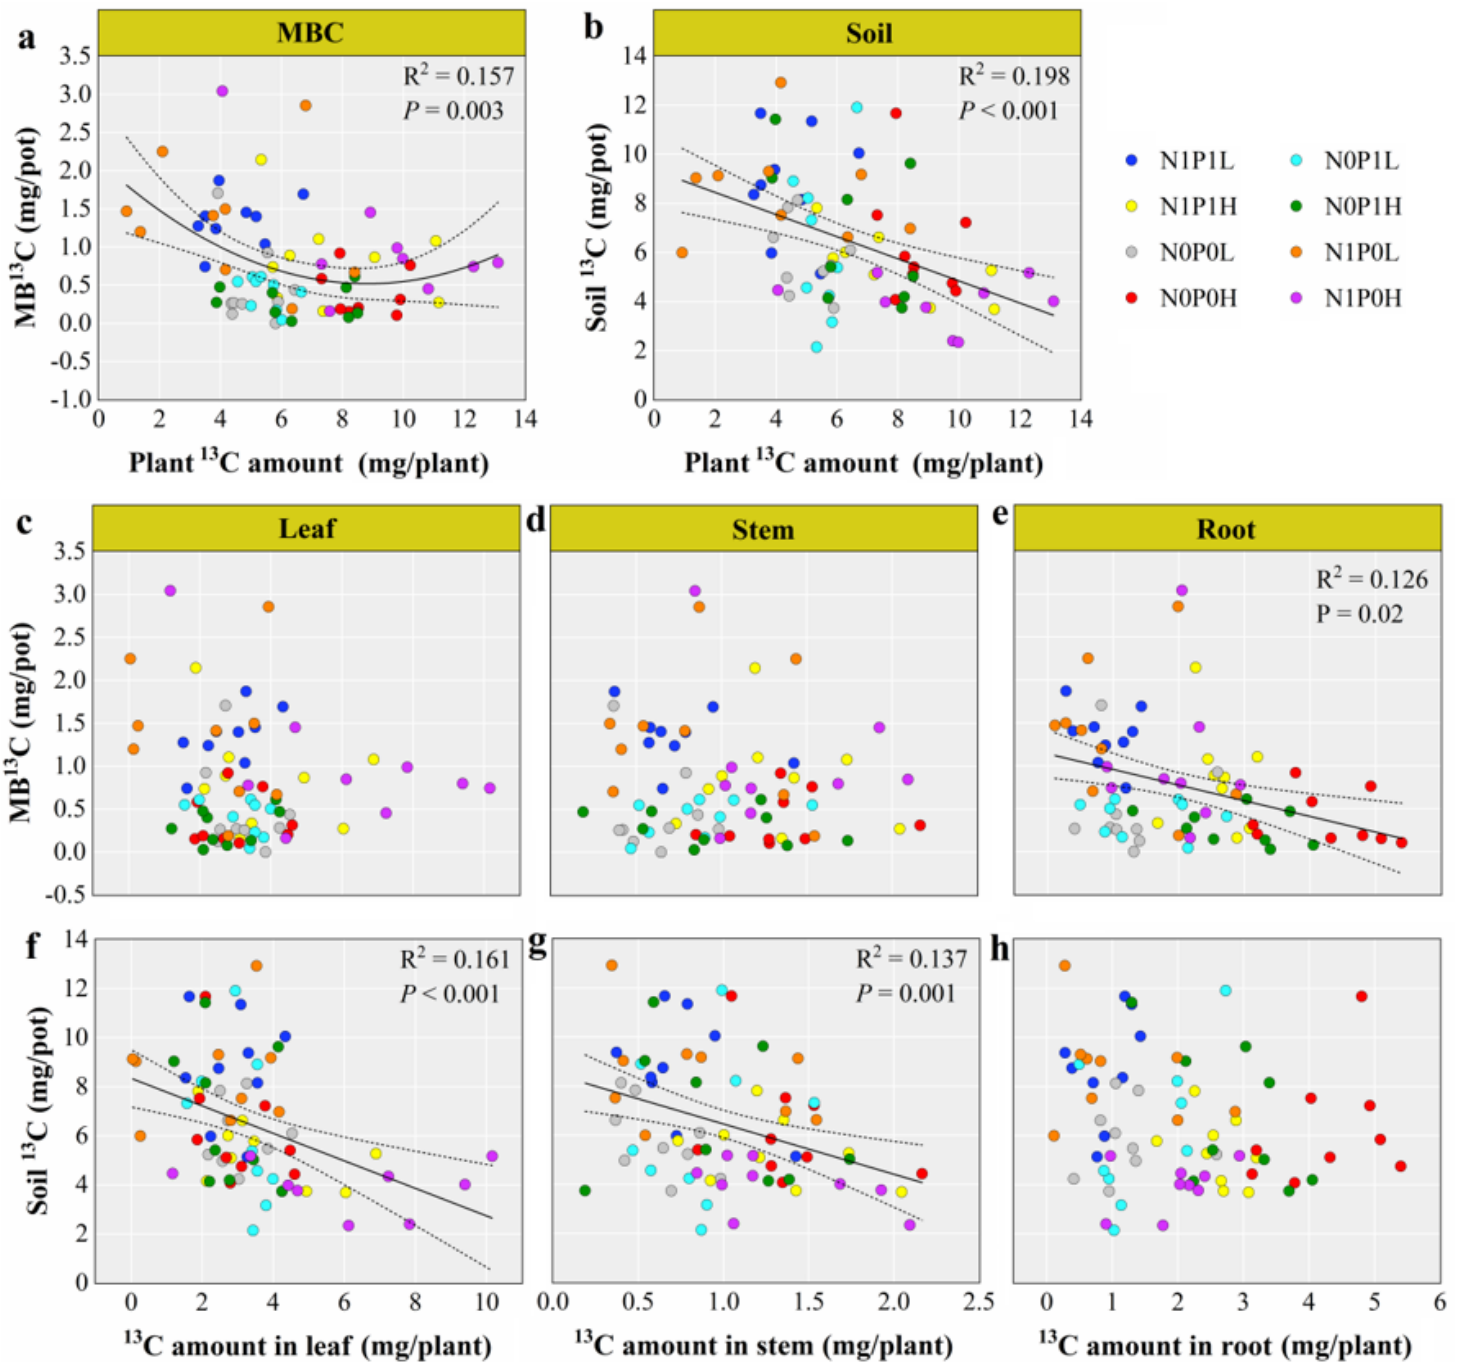 a
MBC
b
Soil
R² = 0.157
P = 0.003
R² = 0.198
P < 0.001
3.5
3.0
2.5
2.0
1.5
1.0
0.5
0.0
-0.5
-1.0
MB¹³C (mg/pot)
0 2 4 6 8 10 12 14
Plant ¹³C amount (mg/plant)
14
12
10
8
6
4
2
0
Soil ¹³C (mg/pot)
0 2 4 6 8 10 12 14
Plant ¹³C amount (mg/plant)
N1P1L N0P1L
N1P1H N0P1H
N0P0L N1P0L
N0P0H N1P0H
c
Leaf
d
Stem
e
Root
R² = 0.126
P = 0.02
3.5
3.0
2.5
2.0
1.5
1.0
0.5
0.0
-0.5
MB¹³C (mg/pot)
f
R² = 0.161
P < 0.001
g
R² = 0.137
P = 0.001
h
14
12
10
8
6
4
2
0
Soil ¹³C (mg/pot)
0 2 4 6 8 10
¹³C amount in leaf (mg/plant)
0.0 0.5 1.0 1.5 2.0 2.5
¹³C amount in stem (mg/plant)
0 1 2 3 4 5 6
¹³C amount in root (mg/plant)